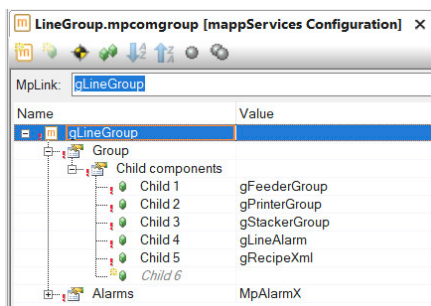 LineGroup.mpcomgroup [mappServices Configuration] ×
MpLink: gLineGroup
Name Value
gLineGroup
Group
Child components
Child 1 gFeederGroup
Child 2 gPrinterGroup
Child 3 gStackerGroup
Child 4 gLineAlarm
Child 5 gRecipeXml
Child 6
Alarms MpAlarmX